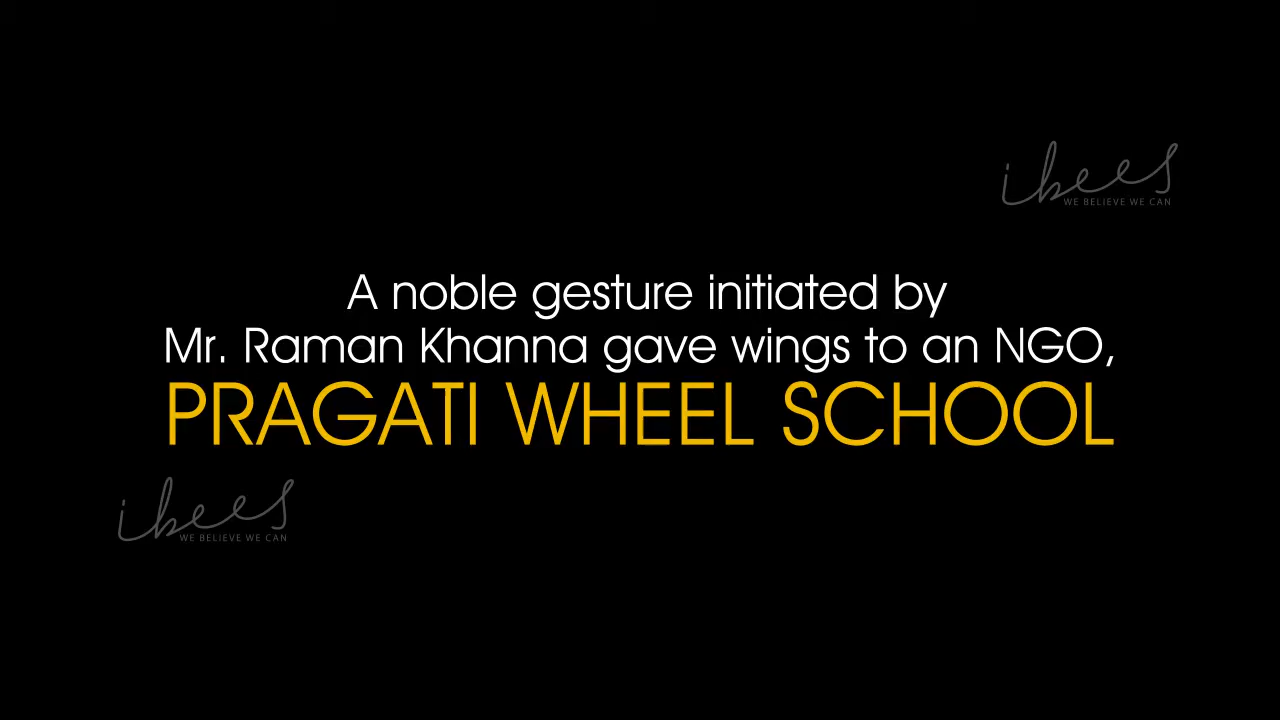 ibees
WE BELIEVE WE CAN
A noble gesture initiated by
Mr. Raman Khanna gave wings to an NGO,
PRAGATI WHEEL SCHOOL
ibees
WE BELIEVE WE CAN